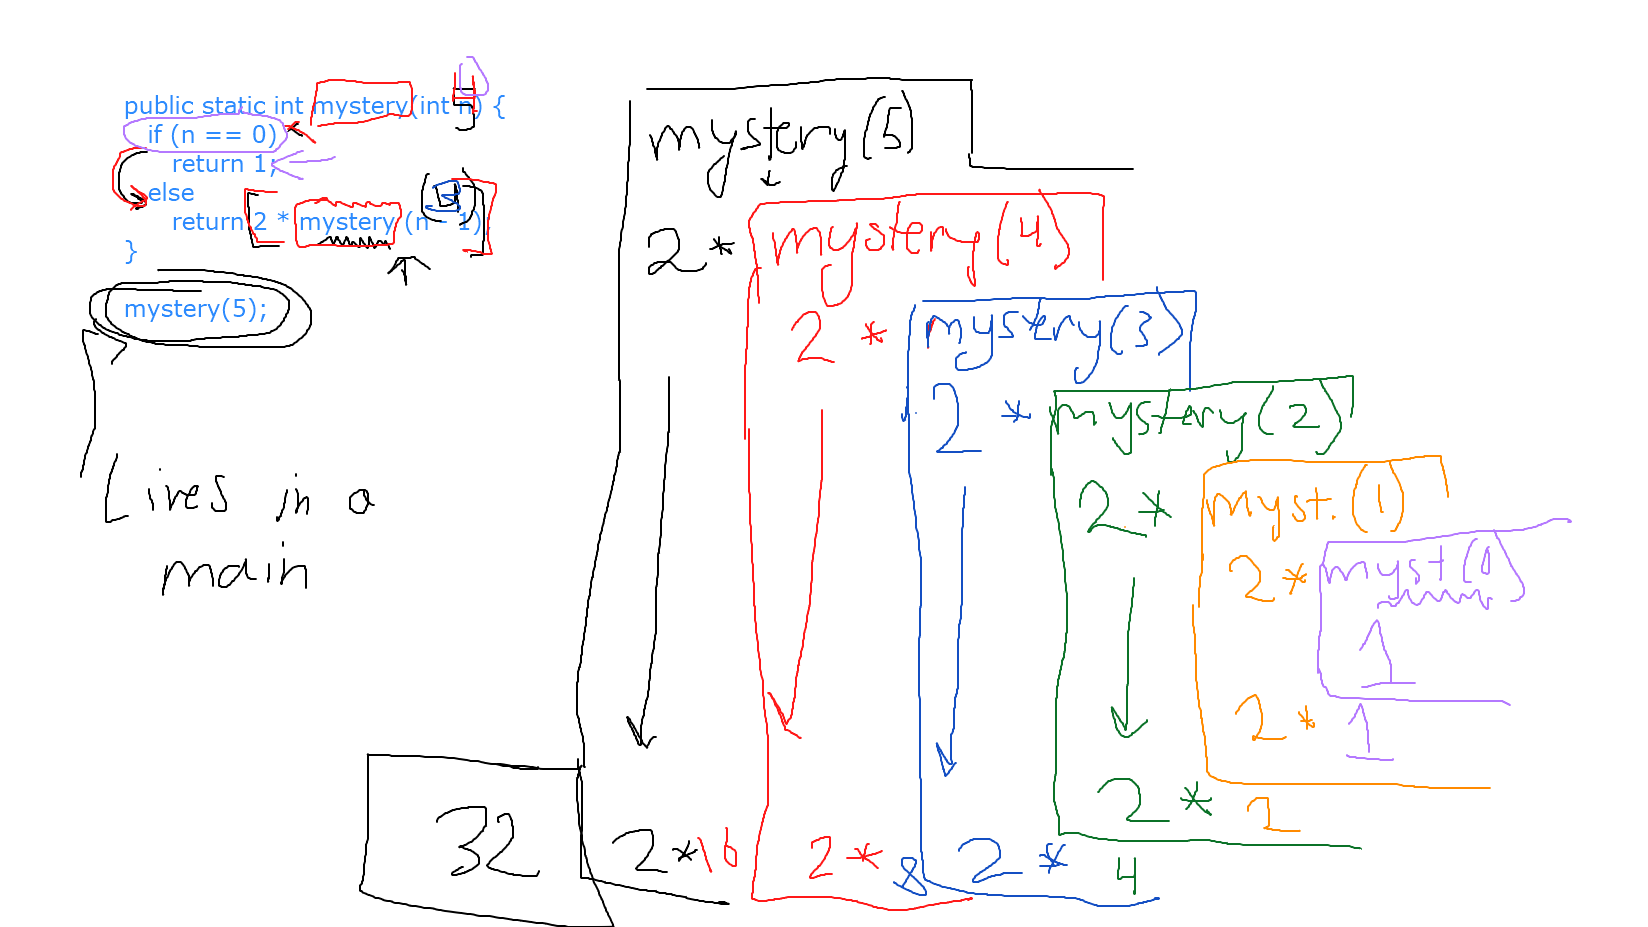 public static int mystery(int n) {
if (n == 0)
return 1;
else
return 2 * mystery (n - 1)
}
mystery(5);
Lives in a
main
mystery(5)
2 * mystery(4)
2 * mystery(3)
2 * mystery(2)
2 * myst.(1)
2 * myst(0)
1
2 * 1
2 * 2
2 * 4
2 * 8
2 * 16
32